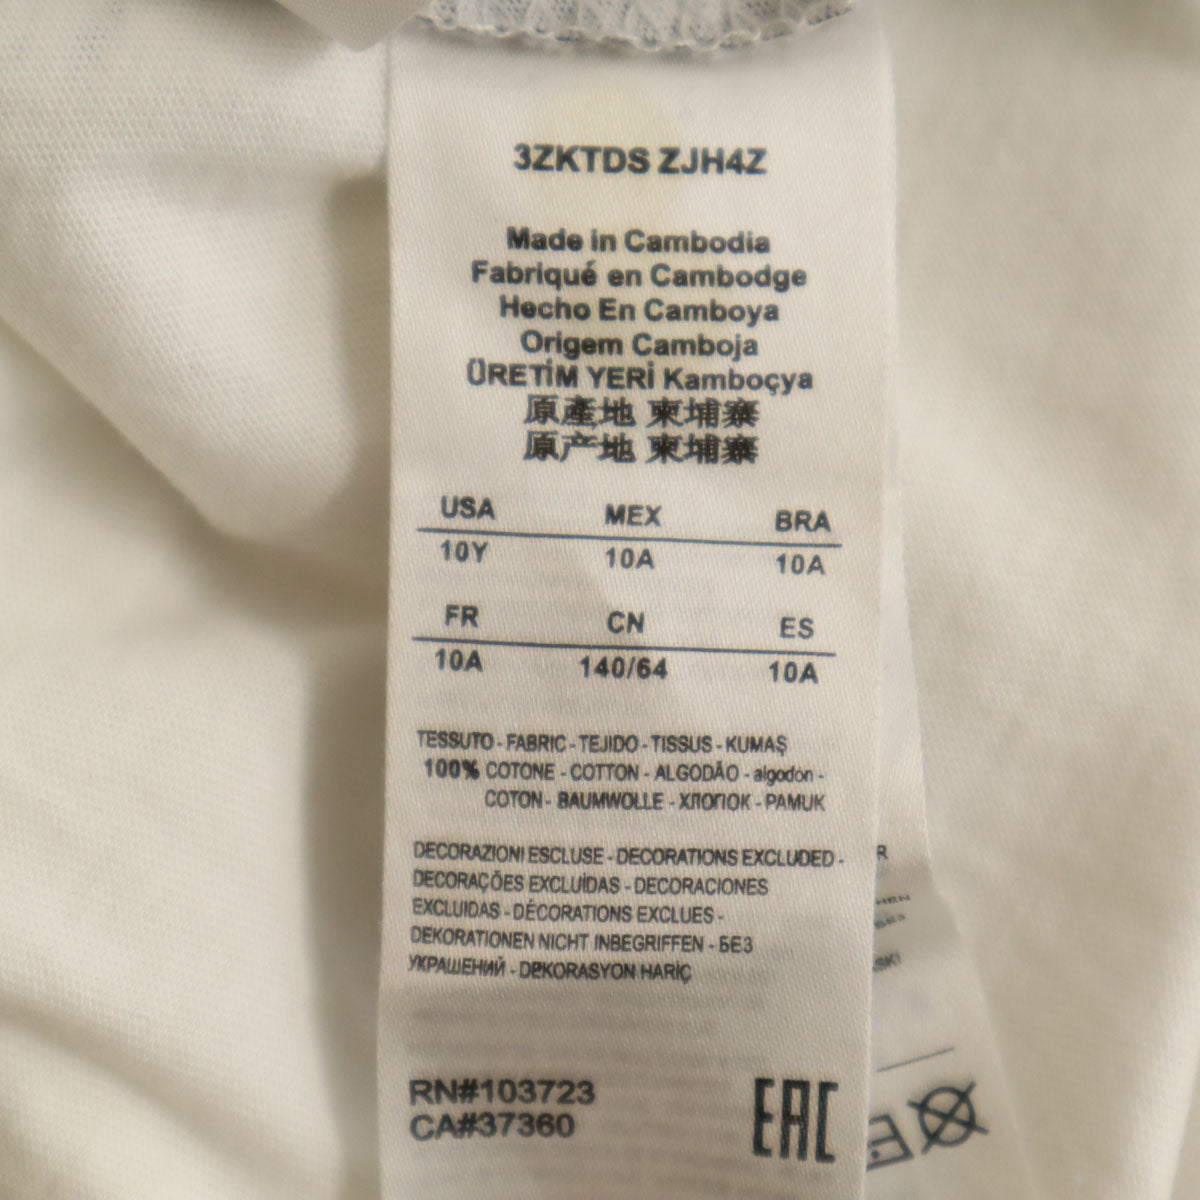 3ZKTDS ZJH4Z
Made in Cambodia
Fabriqué en Cambodge
Hecho En Camboya
Origem Camboja
ÜRETİM YERİ Kamboçya
原產地 柬埔寨
原产地 柬埔寨
USA MEX BRA
10Y 10A 10A
FR CN ES
10A 140/64 10A
TESSUTO - FABRIC - TEJIDO - TISSUS - KUMAŞ
100% COTONE - COTTON - ALGODÃO - algodon -
COTON - BAUMWOLLE - ХЛОПОК - PAMUK
DECORAZIONI ESCLUSE - DECORATIONS EXCLUDED -
DECORAÇÕES EXCLUÍDAS - DECORACIONES
EXCLUIDAS - DÉCORATIONS EXCLUES -
DEKORATIONEN NICHT INBEGRIFFEN - БЕЗ
УКРАШЕНИЙ - DEKORASYON HARİÇ
RN#103723
CA#37360
EAC